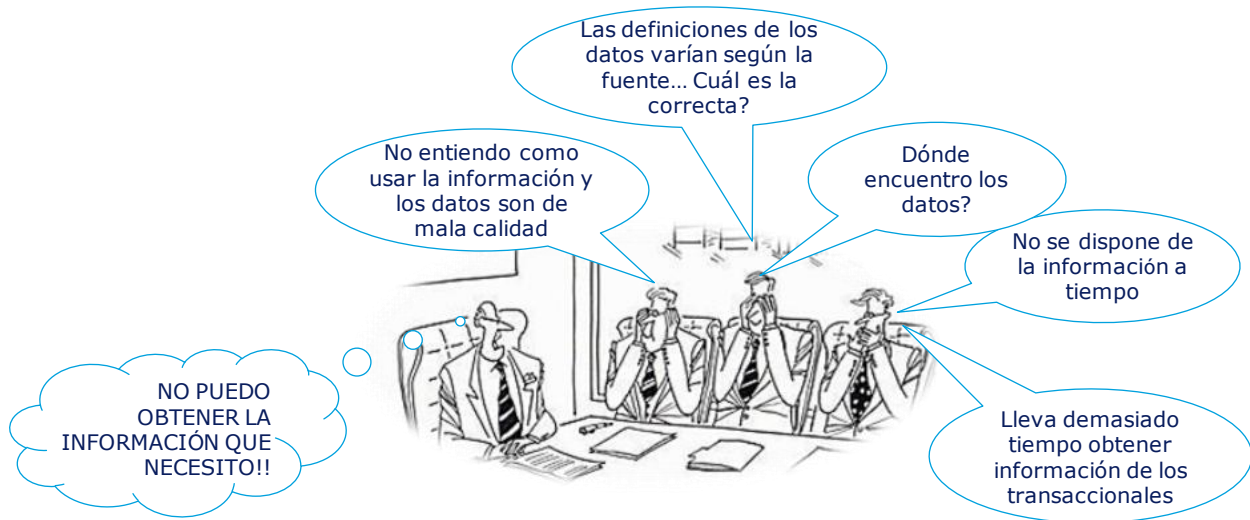 Las definiciones de los
datos varían según la
fuente... Cuál es la
correcta?
No entiendo como
usar la información y
los datos son de
mala calidad
Dónde
encuentro los
datos?
No se dispone de
la información a
tiempo
NO PUEDO
OBTENER LA
INFORMACIÓN QUE
NECESITO!!
Lleva demasiado
tiempo obtener
información de los
transaccionales